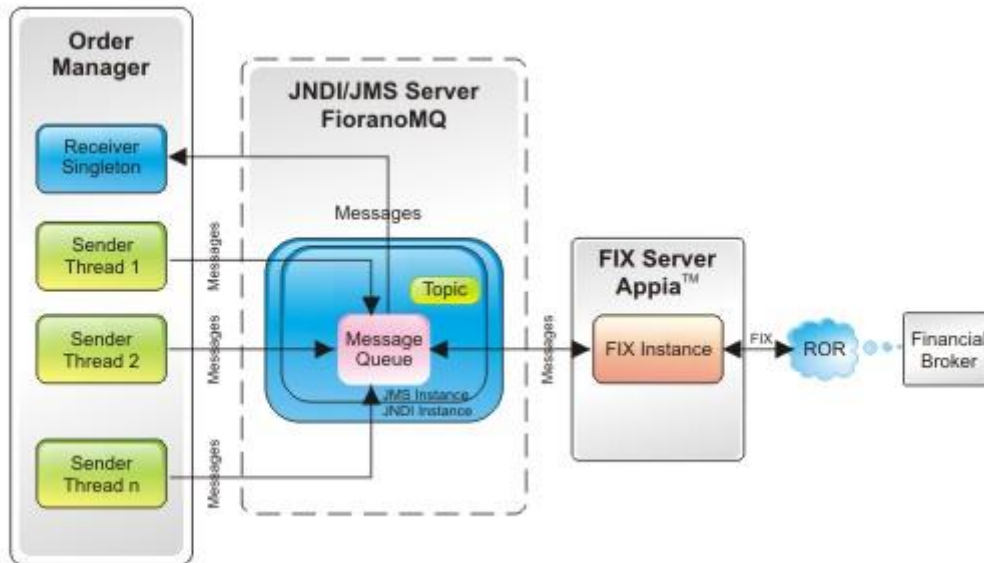 Order
Manager
Receiver
Singleton
Sender
Thread 1
Sender
Thread 2
Sender
Thread n
Messages
Messages
Messages
JNDI/JMS Server
FioranoMQ
Messages
Topic
Message
Queue
JMS Instance
JNDI Instance
Messages
FIX Server
Appia™
FIX Instance
FIX
ROR
Financial
Broker